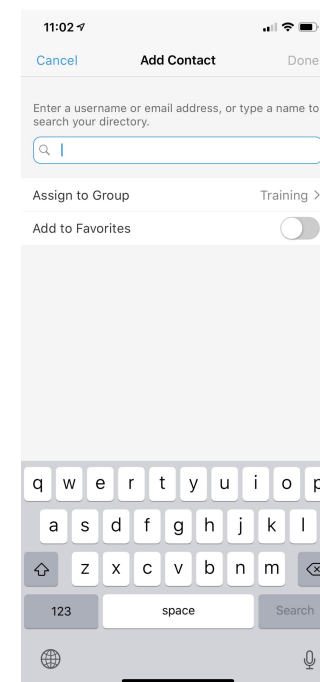 11:02
Cancel
Add Contact
Done
Enter a username or email address, or type a name to
search your directory.
Assign to Group
Training
Add to Favorites
q w e r t y u i o p
a s d f g h j k l
z x c v b n m
123
space
Search